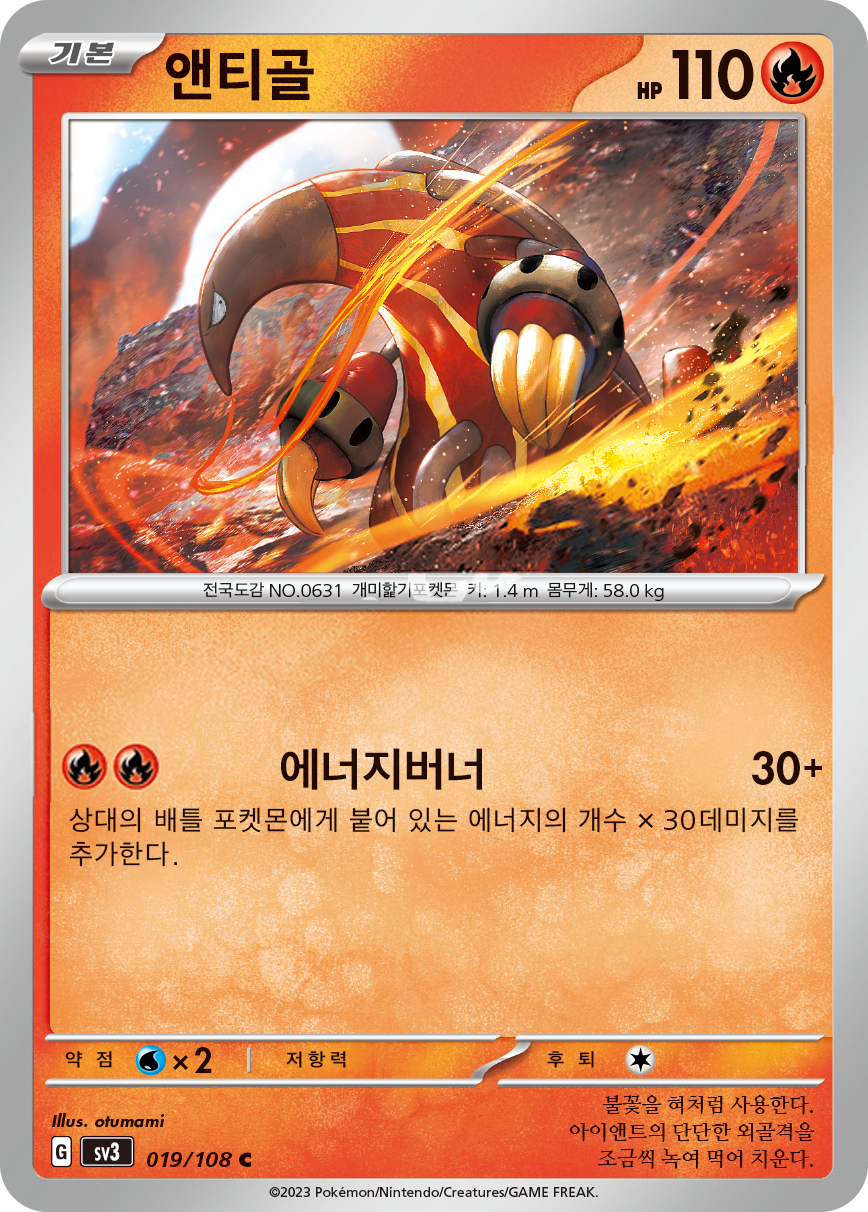 기본
앤티골
HP 110
전국도감 NO.0631 개미핥기포켓몬 키: 1.4 m 몸무게: 58.0 kg
에너지버너 30+
상대의 배틀 포켓몬에게 붙어 있는 에너지의 개수 × 30데미지를
추가한다.
약점 ×2 저항력 후퇴
Illus. otumami
불꽃을 혀처럼 사용한다.
아이앤트의 단단한 외골격을
조금씩 녹여 먹어 치운다.
G sv3 019/108 C
©2023 Pokémon/Nintendo/Creatures/GAME FREAK.